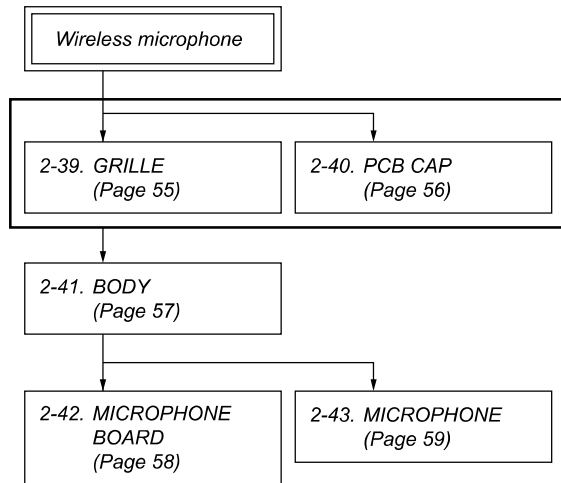 Wireless microphone
2-39. GRILLE
(Page 55)
2-40. PCB CAP
(Page 56)
2-41. BODY
(Page 57)
2-42. MICROPHONE
BOARD
(Page 58)
2-43. MICROPHONE
(Page 59)